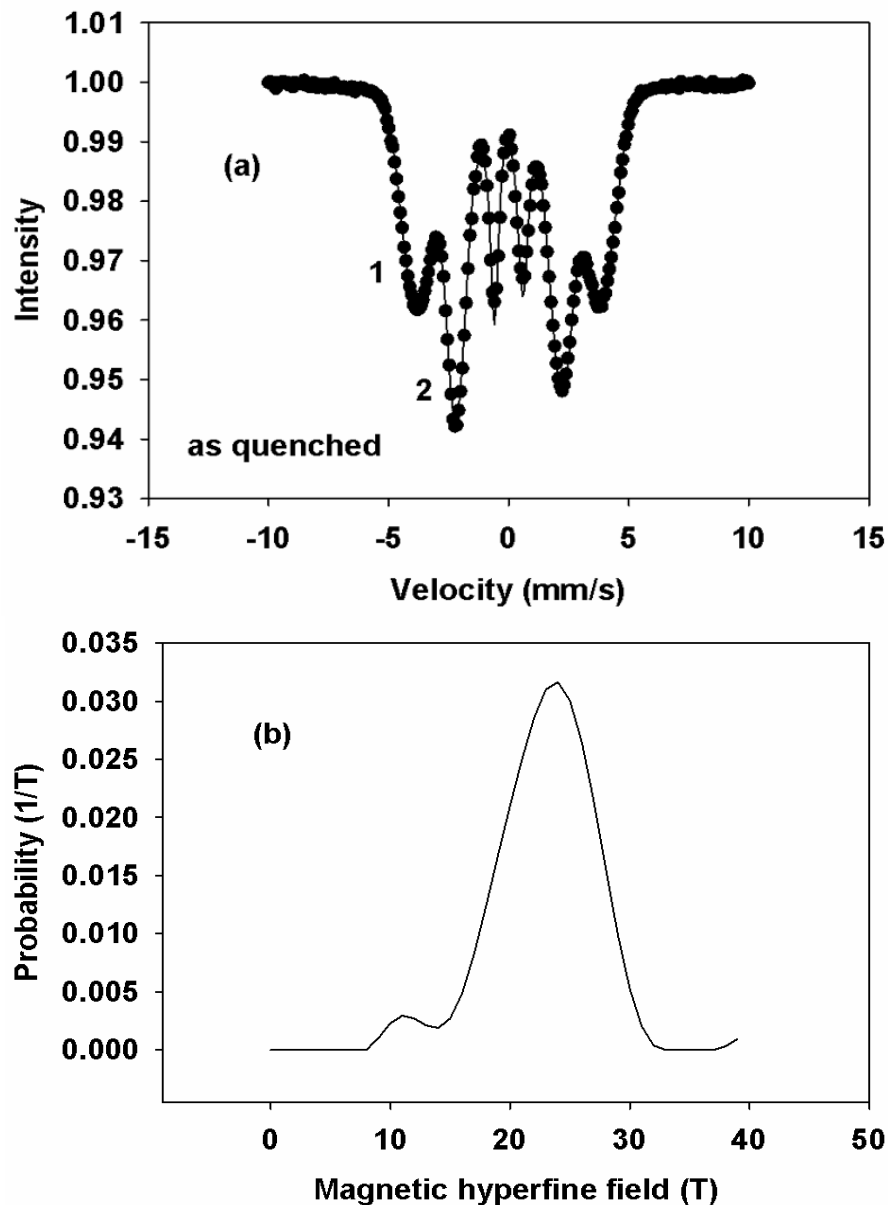 1.01
1.00
0.99
0.98
0.97
0.96
0.95
0.94
0.93
Intensity
(a)
1
2
as quenched
-15 -10 -5 0 5 10 15
Velocity (mm/s)
0.035
0.030
0.025
0.020
0.015
0.010
0.005
0.000
Probability (1/T)
(b)
0 10 20 30 40 50
Magnetic hyperfine field (T)